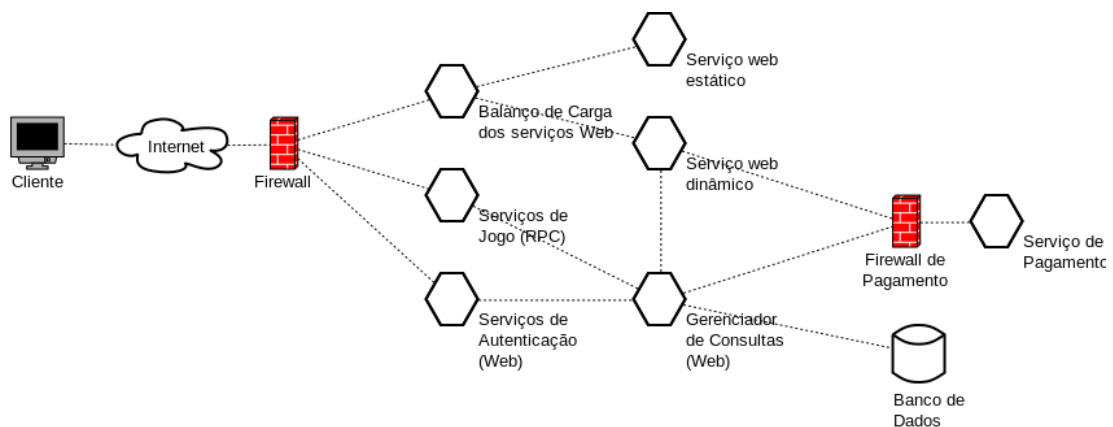 Serviço web
estático
Balanço de Carga
dos serviços Web
Internet
Cliente
Firewall
Serviço web
dinâmico
Serviços de
Jogo (RPC)
Serviço de
Pagamento
Firewall de
Pagamento
Serviços de
Autenticação
(Web)
Gerenciador
de Consultas
(Web)
Banco de
Dados